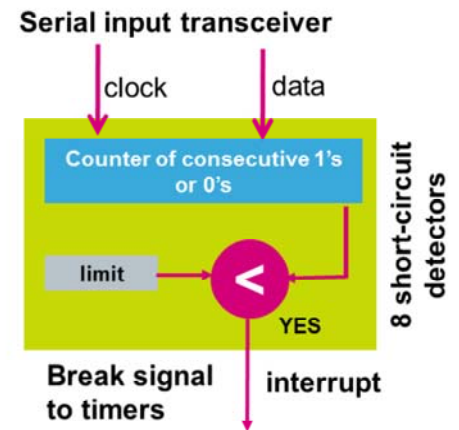 Serial input transceiver
clock
data
Counter of consecutive 1's
or 0's
limit
<
YES
8 short-circuit
detectors
Break signal
to timers
interrupt